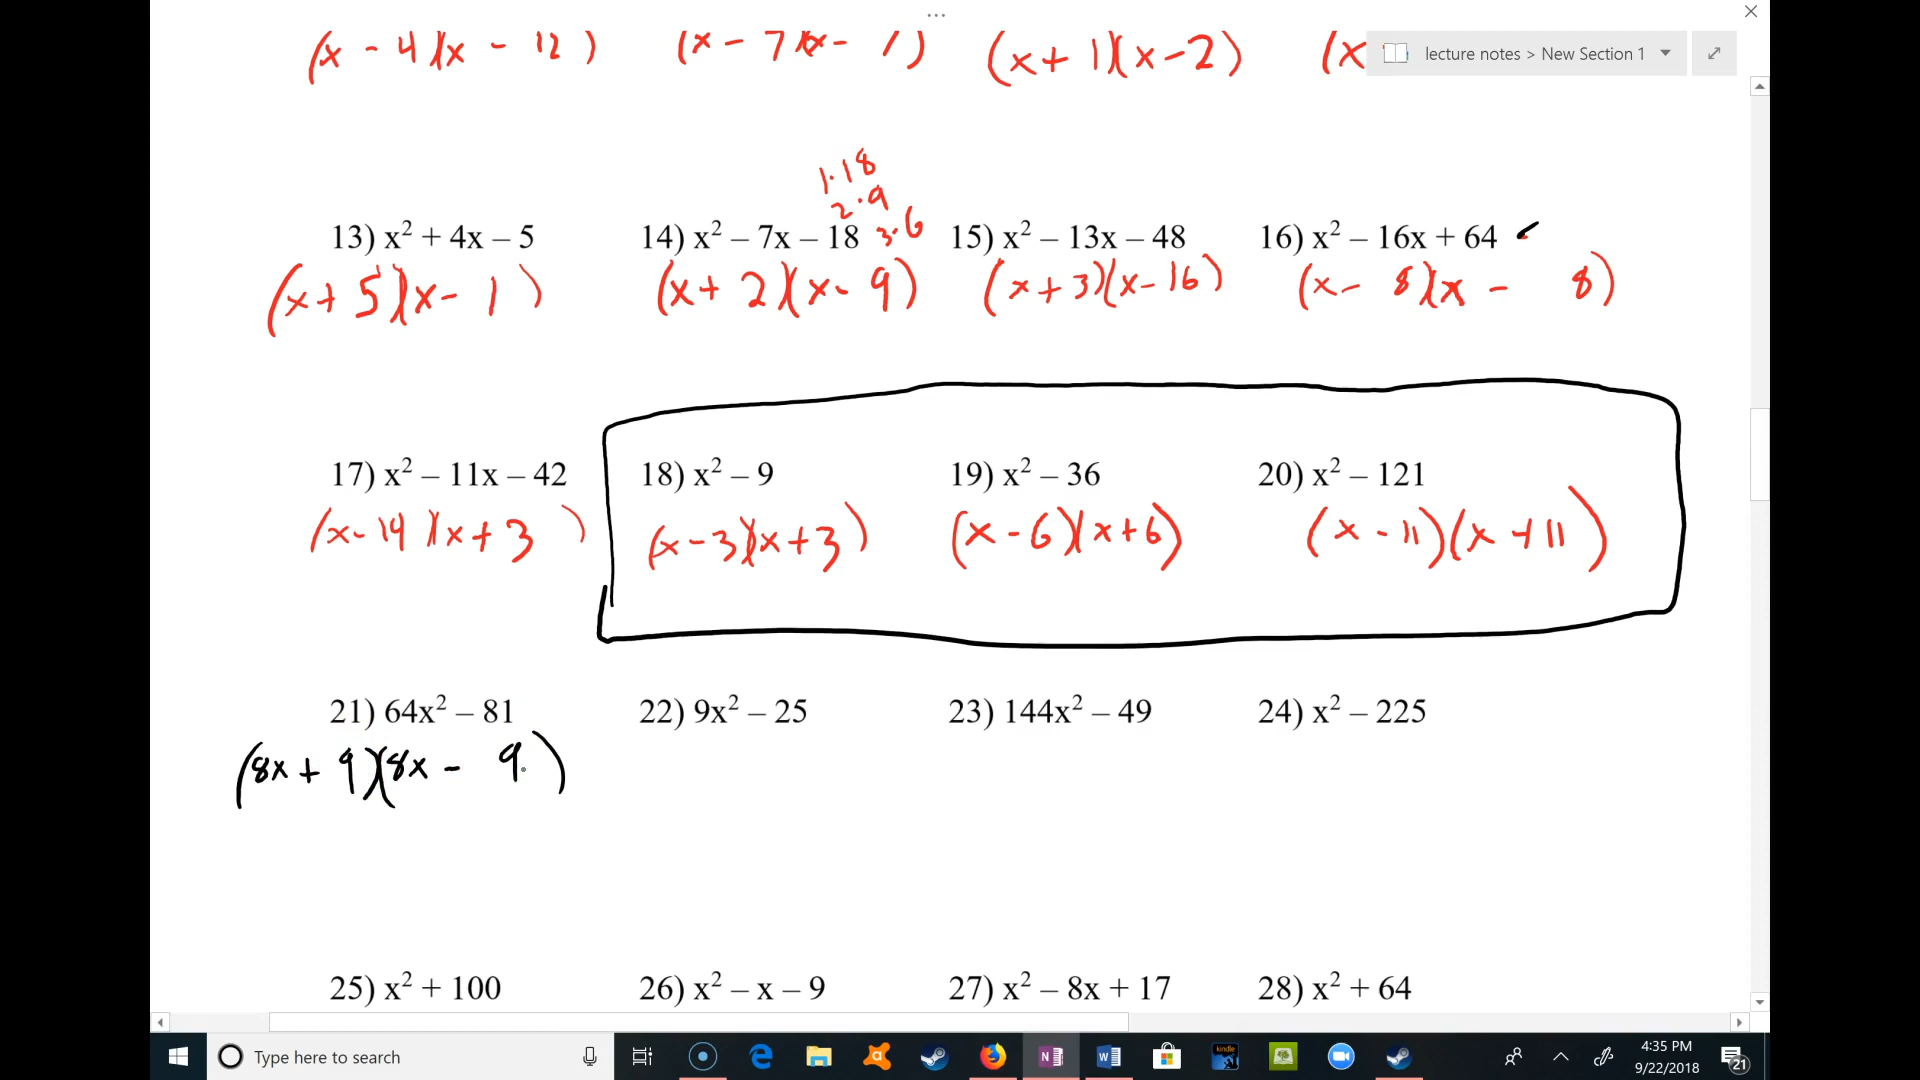 ...
(x - 4)(x - 12) (x - 7)(x - 1) (x + 1)(x - 2) (x
lecture notes > New Section 1
1·18
2·9
3·6
13) x² + 4x – 5 14) x² – 7x – 18 15) x² – 13x – 48 16) x² – 16x + 64
(x + 5)(x - 1) (x + 2)(x - 9) (x + 3)(x - 16) (x - 8)(x - 8)
17) x² – 11x – 42 18) x² – 9 19) x² – 36 20) x² – 121
(x - 14)(x + 3) (x - 3)(x + 3) (x - 6)(x + 6) (x - 11)(x + 11)
21) 64x² – 81 22) 9x² – 25 23) 144x² – 49 24) x² – 225
(8x + 9)(8x - 9)
25) x² + 100 26) x² – x – 9 27) x² – 8x + 17 28) x² + 64
Type here to search
kindle
4:35 PM
9/22/2018
21